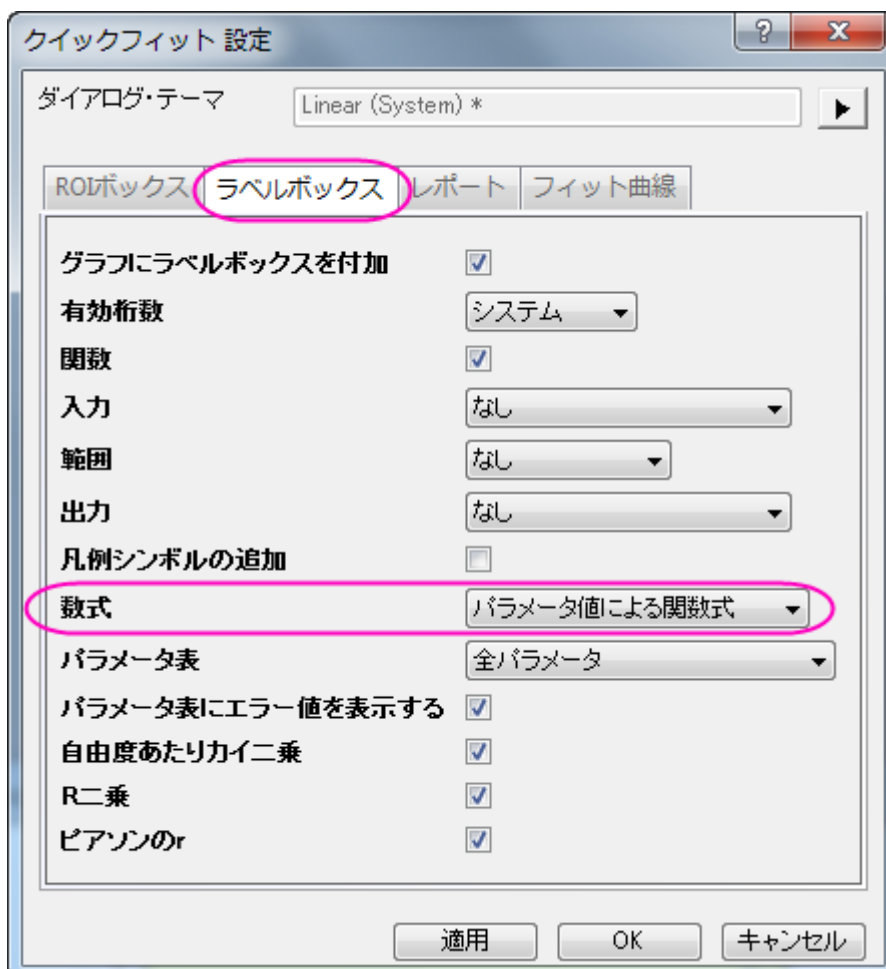 クイックフィット 設定
ダイアログ・テーマ Linear (System) *
ROIボックス ラベルボックス レポート フィット曲線
グラフにラベルボックスを付加
有効桁数 システム
関数
入力 なし
範囲 なし
出力 なし
凡例シンボルの追加
数式 パラメータ値による関数式
パラメータ表 全パラメータ
パラメータ表にエラー値を表示する
自由度あたりカイ二乗
R二乗
ピアソンのr
適用 OK キャンセル